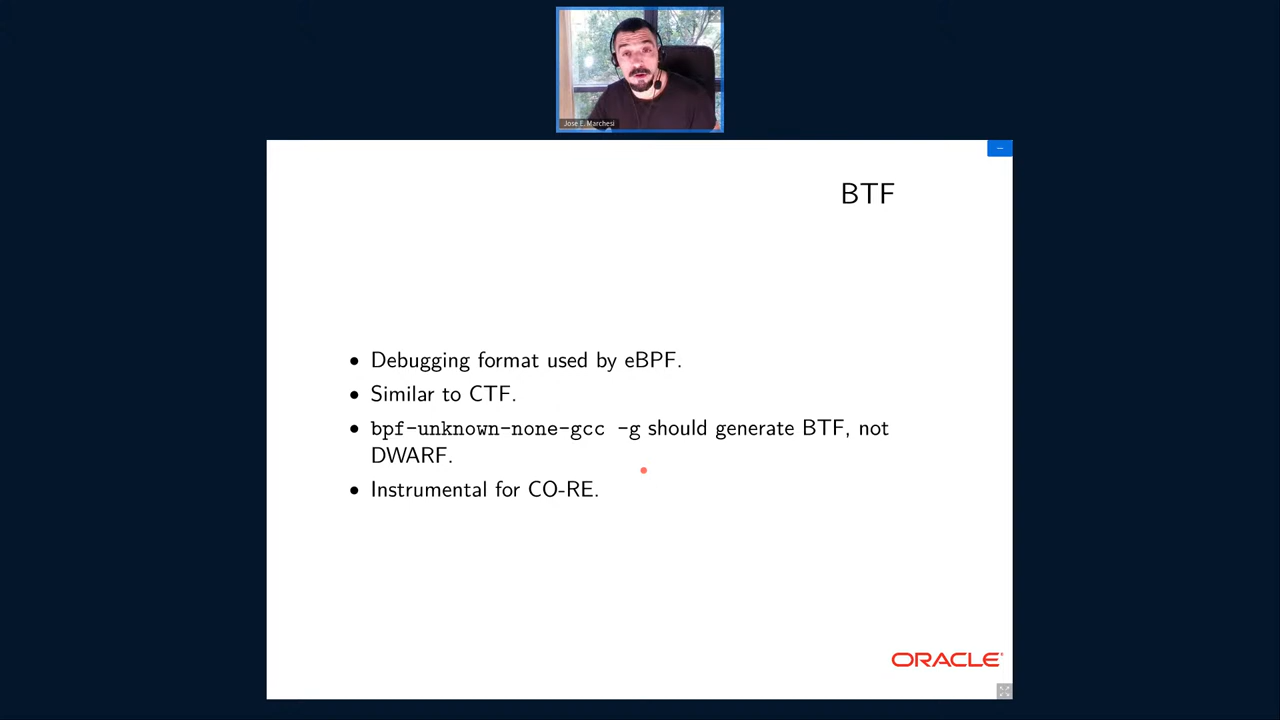 Jose E. Marchesi
BTF
• Debugging format used by eBPF.
• Similar to CTF.
• bpf-unknown-none-gcc -g should generate BTF, not
DWARF.
• Instrumental for CO-RE.
ORACLE